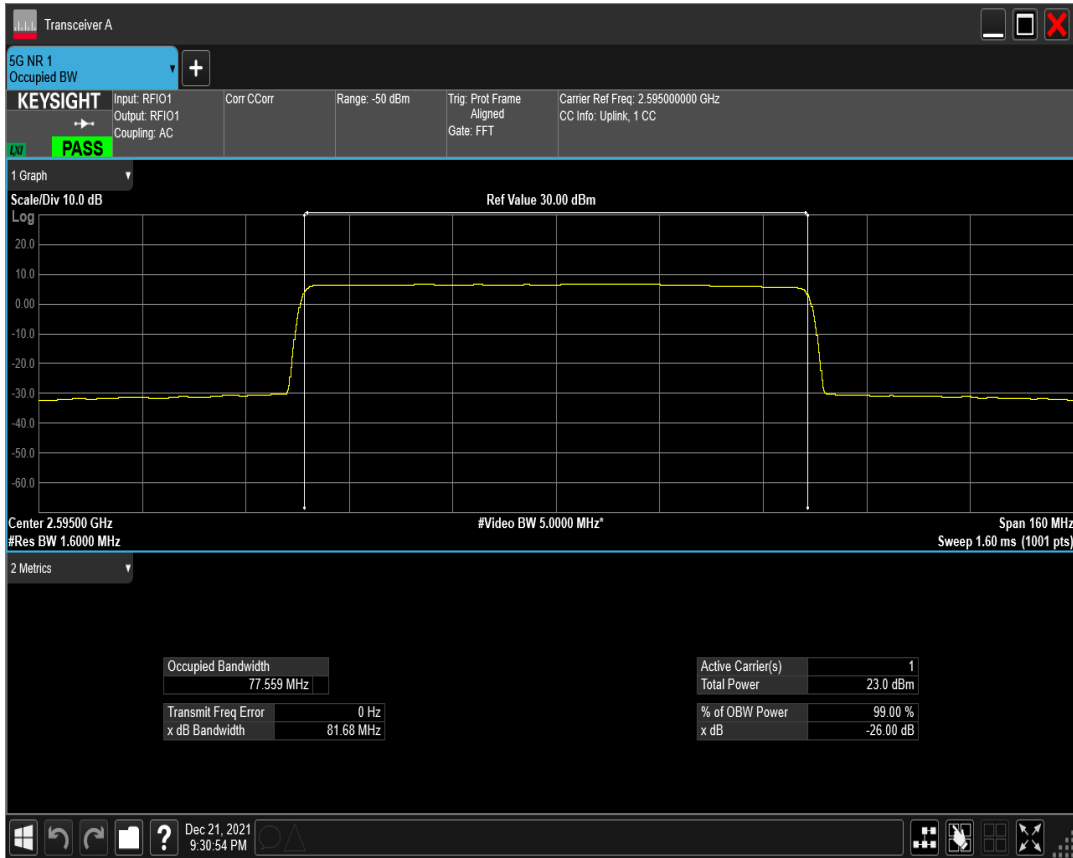 Transceiver A
5G NR 1
Occupied BW
KEYSIGHT
LXI
PASS
Input: RFIO1
Output: RFIO1
Coupling: AC
Corr CCorr
Range: -50 dBm
Trig: Prot Frame
Aligned
Gate: FFT
Carrier Ref Freq: 2.595000000 GHz
CC Info: Uplink, 1 CC
1 Graph
Scale/Div 10.0 dB
Ref Value 30.00 dBm
Log
20.0
10.0
0.00
-10.0
-20.0
-30.0
-40.0
-50.0
-60.0
Center 2.59500 GHz
#Video BW 5.0000 MHz*
Span 160 MHz
#Res BW 1.6000 MHz
Sweep 1.60 ms (1001 pts)
2 Metrics
Occupied Bandwidth
77.559 MHz
Transmit Freq Error 0 Hz
x dB Bandwidth 81.68 MHz
Active Carrier(s) 1
Total Power 23.0 dBm
% of OBW Power 99.00 %
x dB -26.00 dB
?
Dec 21, 2021
9:30:54 PM